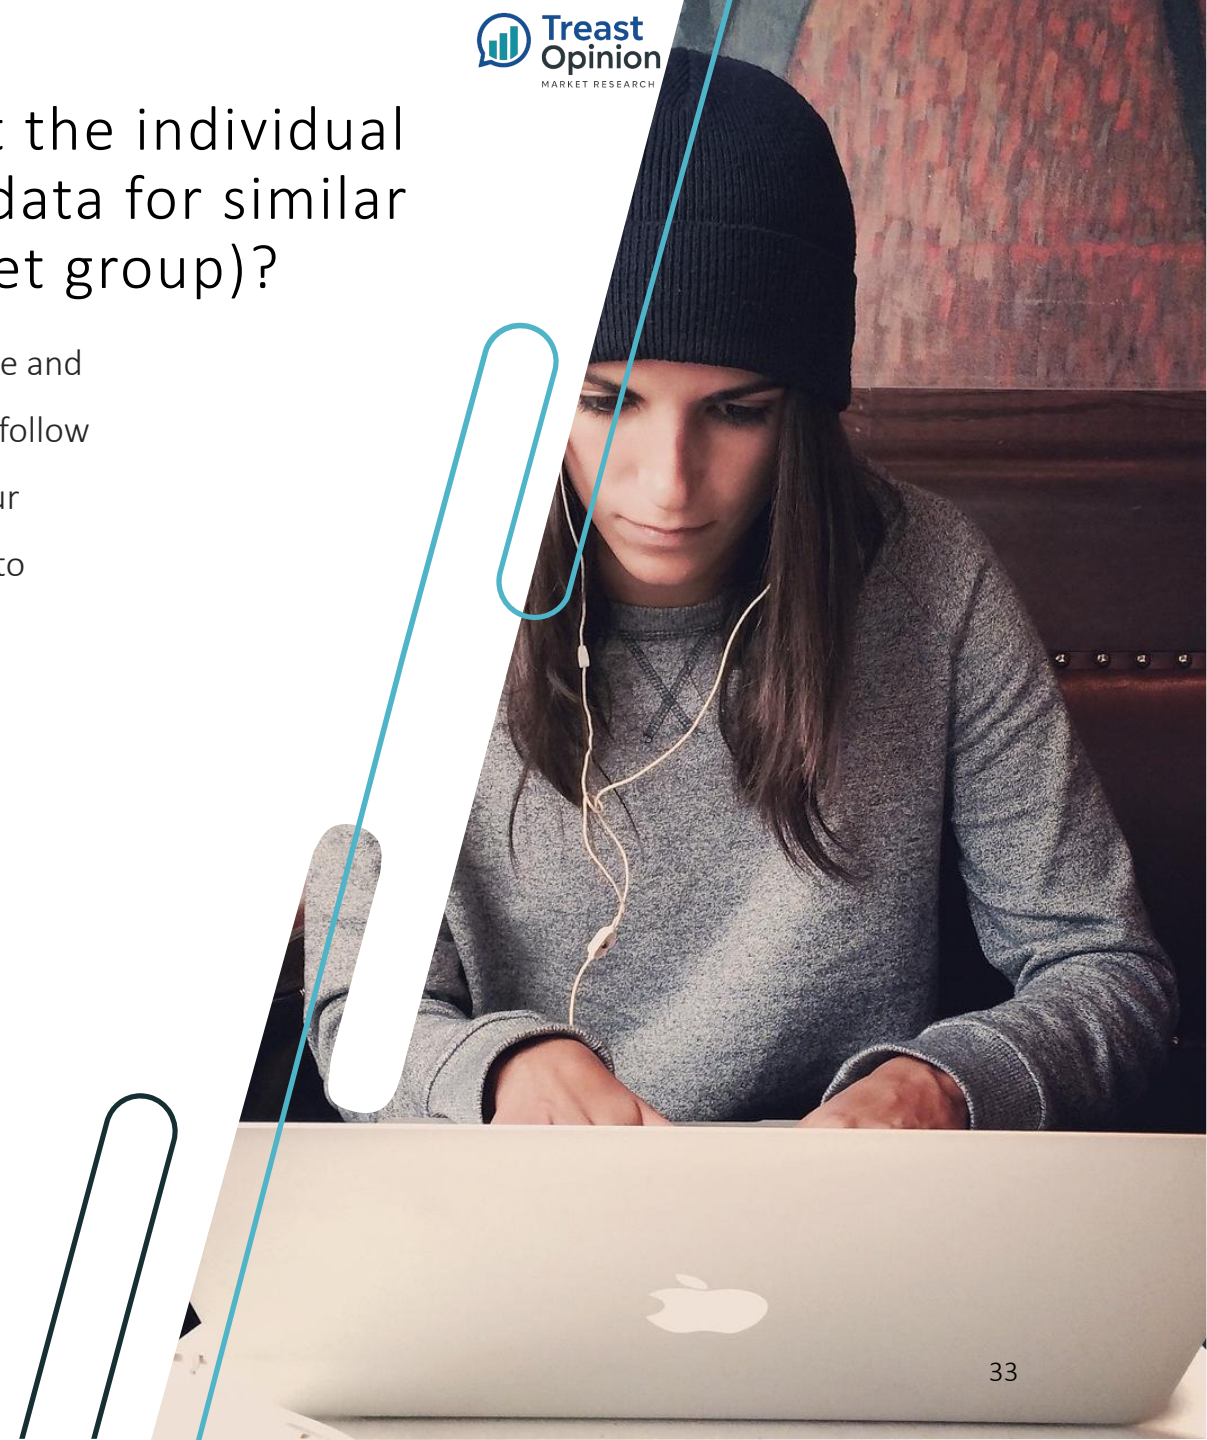 Treast
Opinion
MARKET RESEARCH
the individual
data for similar
et group)?
e and
follow
ur
to
33